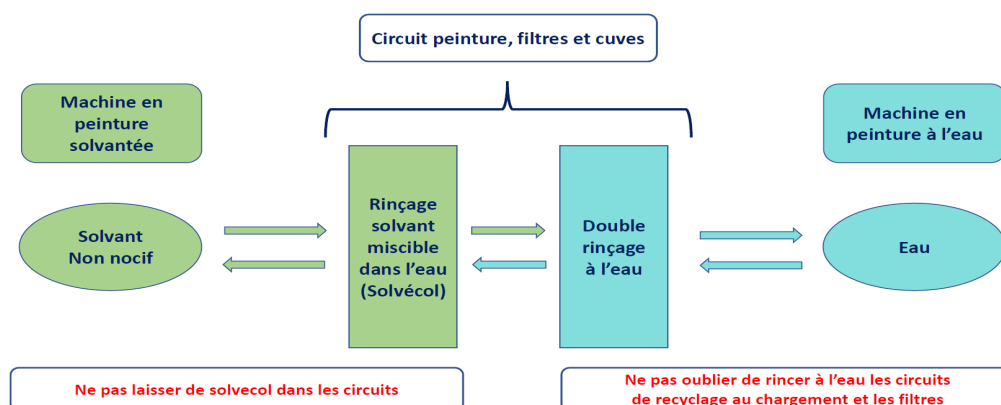 Circuit peinture, filtres et cuves
Machine en
peinture
solvantée
Machine en
peinture à l’eau
Solvant
Non nocif
Rinçage
solvant
miscible
dans l’eau
(Solvécol)
Double
rinçage
à l’eau
Eau
Ne pas laisser de solvecol dans les circuits
Ne pas oublier de rincer à l’eau les circuits
de recyclage au chargement et les filtres